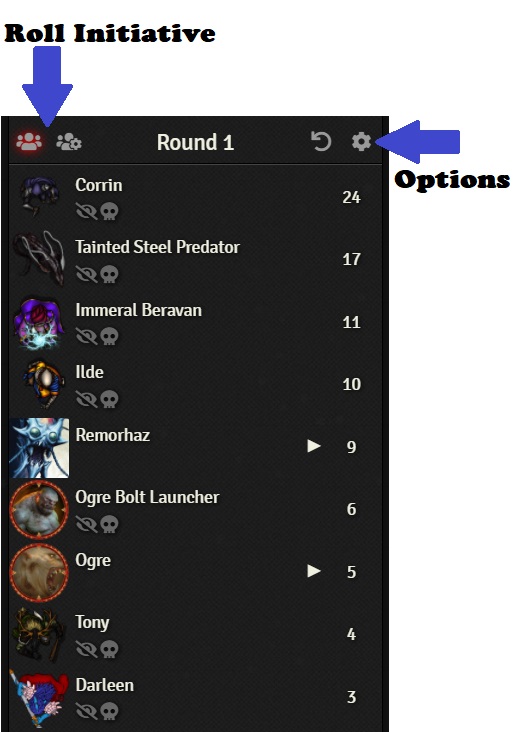 Roll Initiative
Round 1
Options
Corrin 24
Tainted Steel Predator 17
Immeral Beravan 11
Ilde 10
Remorhaz 9
Ogre Bolt Launcher 6
Ogre 5
Tony 4
Darleen 3